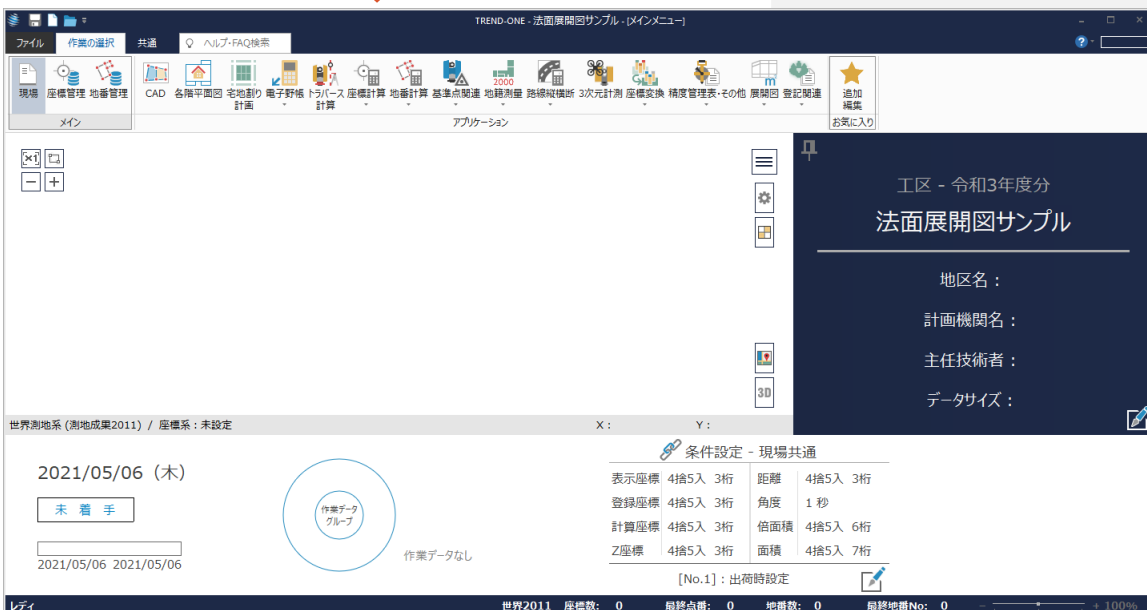 TREND-ONE - 法面展開図サンプル - [メインメニュー]
ファイル 作業の選択 共通 ヘルプ・FAQ検索
現場 座標管理 地番管理 CAD 各階平面図 宅地割り計画 電子野帳 トラバース計算 座標計算 地番計算 基準点関連 2000 地籍測量 路線縦横断 3次元計測 座標変換 精度管理表・その他 m 展開図 登記関連 追加編集
メイン アプリケーション お気に入り
×1
工区 - 令和3年度分
法面展開図サンプル
地区名：
計画機関名：
主任技術者：
3D
データサイズ：
世界測地系 (測地成果2011) / 座標系：未設定 X： Y：
2021/05/06（木）
未 着 手
2021/05/06 2021/05/06
作業データ
グループ
作業データなし
条件設定 - 現場共通
表示座標 4捨5入 3桁 距離 4捨5入 3桁
登録座標 4捨5入 3桁 角度 1 秒
計算座標 4捨5入 3桁 倍面積 4捨5入 6桁
Z座標 4捨5入 3桁 面積 4捨5入 7桁
[No.1]：出荷時設定
レディ 世界2011 座標数: 0 最終点番: 0 地番数: 0 最終地番No: 0 - + 100%